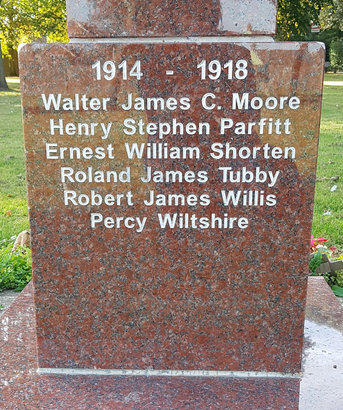 1914 - 1918
Walter James C. Moore
Henry Stephen Parfitt
Ernest William Shorten
Roland James Tubby
Robert James Willis
Percy Wiltshire